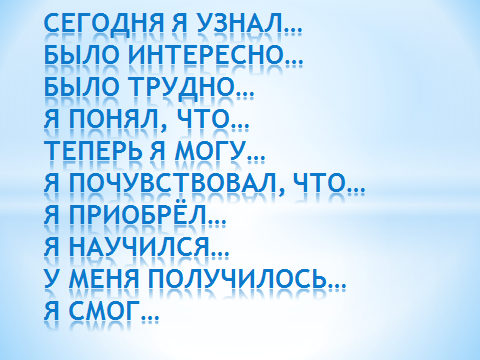 СЕГОДНЯ Я УЗНАЛ…
БЫЛО ИНТЕРЕСНО…
БЫЛО ТРУДНО…
Я ПОНЯЛ, ЧТО…
ТЕПЕРЬ Я МОГУ…
Я ПОЧУВСТВОВАЛ, ЧТО…
Я ПРИОБРЁЛ…
Я НАУЧИЛСЯ…
У МЕНЯ ПОЛУЧИЛОСЬ…
Я СМОГ…